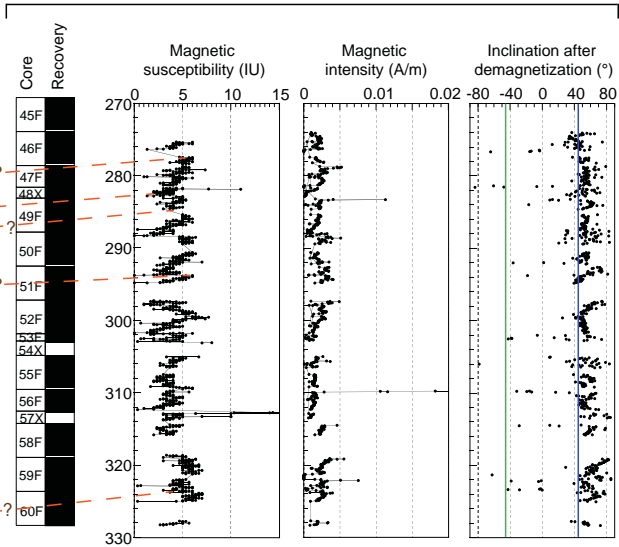 Core
Recovery
Magnetic
susceptibility (IU)
Magnetic
intensity (A/m)
Inclination after
demagnetization (°)
0 5 10 15
0 0.01 0.02
-80 -40 0 40 80
270
280
290
300
310
320
330
45F
46F
47F
48X
49F
50F
51F
52F
53F
54X
55F
56F
57X
58F
59F
60F
?
?
?
?